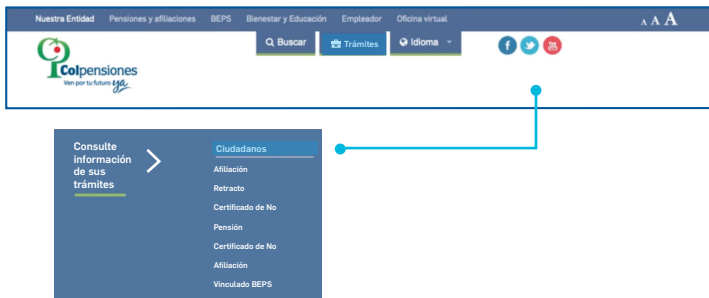 Nuestra Entidad Pensiones y afiliaciones BEPS Bienestar y Educación Empleador Oficina virtual A A A
Buscar Trámites Idioma
Colpensiones
Ven por tu futuro ya
Consulte
información
de sus
trámites
Ciudadanos
Afiliación
Retracto
Certificado de No
Pensión
Certificado de No
Afiliación
Vinculado BEPS